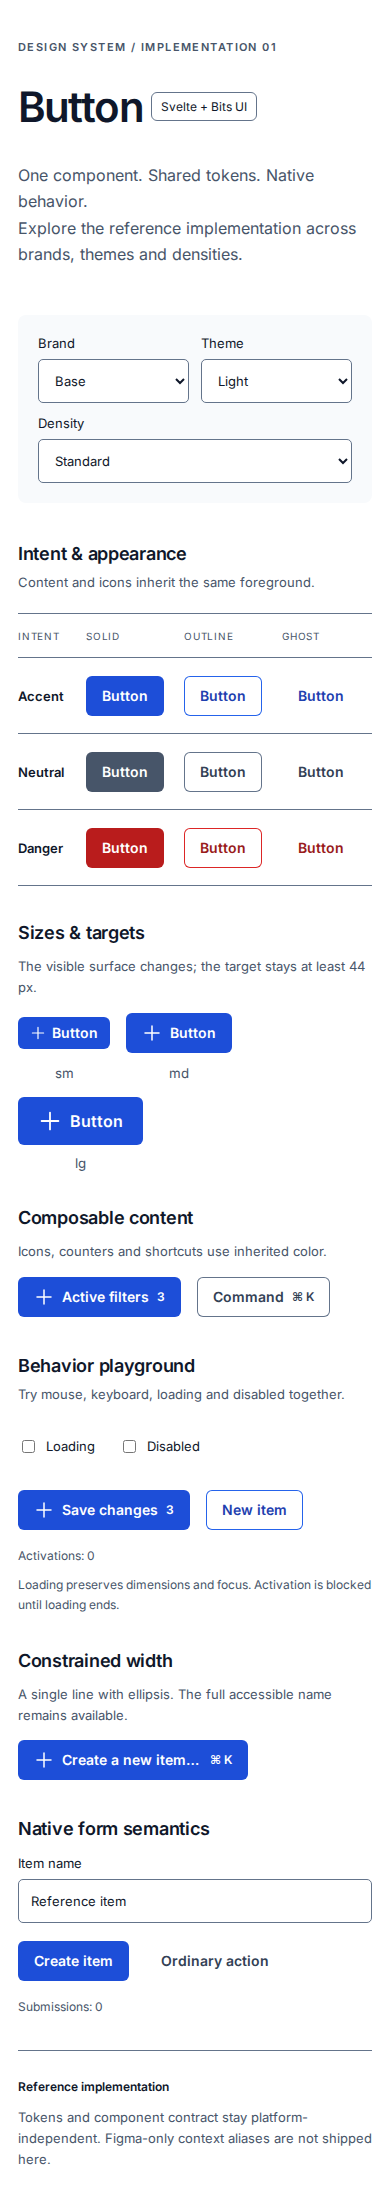 DESIGN SYSTEM / IMPLEMENTATION 01
Button Svelte + Bits UI
One component. Shared tokens. Native
behavior.
Explore the reference implementation across
brands, themes and densities.
Brand Theme
Base Light
Density
Standard
Intent & appearance
Content and icons inherit the same foreground.
INTENT SOLID OUTLINE GHOST
Accent Button Button Button
Neutral Button Button Button
Danger Button Button Button
Sizes & targets
The visible surface changes; the target stays at least 44
px.
Button Button
sm md
Button
lg
Composable content
Icons, counters and shortcuts use inherited color.
Active filters 3 Command ⌘ K
Behavior playground
Try mouse, keyboard, loading and disabled together.
Loading Disabled
Save changes 3 New item
Activations: 0
Loading preserves dimensions and focus. Activation is blocked
until loading ends.
Constrained width
A single line with ellipsis. The full accessible name
remains available.
Create a new item... ⌘ K
Native form semantics
Item name
Reference item
Create item Ordinary action
Submissions: 0
Reference implementation
Tokens and component contract stay platform-
independent. Figma-only context aliases are not shipped
here.